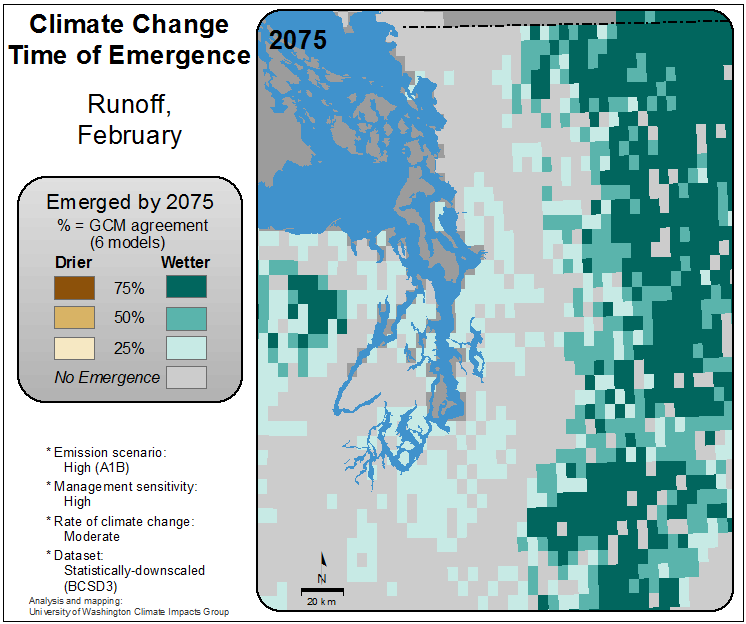 Climate Change
Time of Emergence
Runoff,
February
Emerged by 2075
% = GCM agreement
(6 models)
Drier Wetter
75%
50%
25%
No Emergence
* Emission scenario:
High (A1B)
* Management sensitivity:
High
* Rate of climate change:
Moderate
* Dataset:
Statistically-downscaled
(BCSD3)
Analysis and mapping:
University of Washington Climate Impacts Group
2075
N
20 km